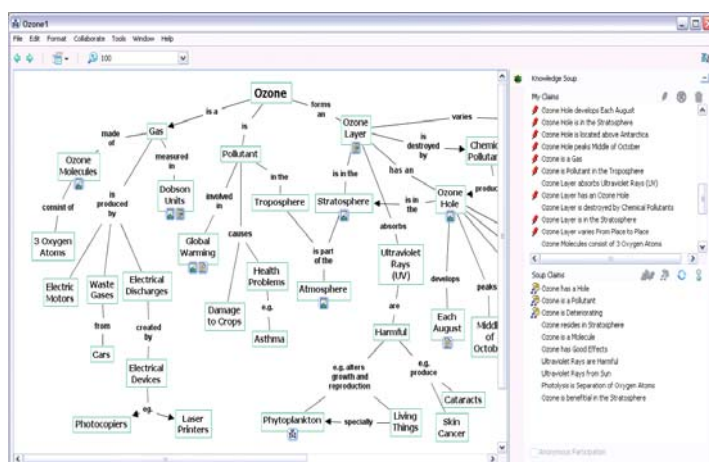 Ozone1
File Edit Format Collaborate Tools Window Help
100
Ozone
is a
is
forms
an
varies
Gas
made
of
Ozone
Molecules
consist of
3 Oxygen
Atoms
measured
in
Dobson
Units
is
produced
by
Electric
Motors
Waste
Gases
from
Cars
Electrical
Discharges
created
by
Electrical
Devices
eg.
Photocopiers
Laser
Printers
Pollutant
involved
in
Global
Warming
causes
Damage
to Crops
Health
Problems
e.g.
Asthma
in the
Troposphere
is part
of the
Atmosphere
Ozone
Layer
is in the
Stratosphere
is
destroyed
by
Chemic
Pollutan
produc
has an
Ozone
Hole
is in
the
absorbs
Ultraviolet
Rays
(UV)
are
Harmful
e.g. alters
growth and
reproduction
Phytoplankton
specially
Living
Things
e.g.
produce
Cataracts
Skin
Cancer
develops
Each
August
peaks
Middl
of
Octob
Knowledge Soup
My Claims
Ozone Hole develops Each August
Ozone Hole is in the Stratosphere
Ozone Hole is located above Antarctica
Ozone Hole peaks Middle of October
Ozone is a Gas
Ozone is Pollutant in the Troposphere
Ozone Layer absorbs Ultraviolet Rays (UV)
Ozone Layer has an Ozone Hole
Ozone Layer is destroyed by Chemical Pollutants
Ozone Layer is in the Stratosphere
Ozone Layer varies From Place to Place
Ozone Molecules consist of 3 Oxygen Atoms
Soup Claims
Ozone has a Hole
Ozone is a Pollutant
Ozone is Deteriorating
Ozone resides in Stratosphere
Ozone is a Molecule
Ozone has Good Effects
Ultraviolet Rays are Harmful
Ultraviolet Rays from Sun
Photolysis is Separation of Oxygen Atoms
Ozone is benefitial in the Stratosphere
Anonymous Participation